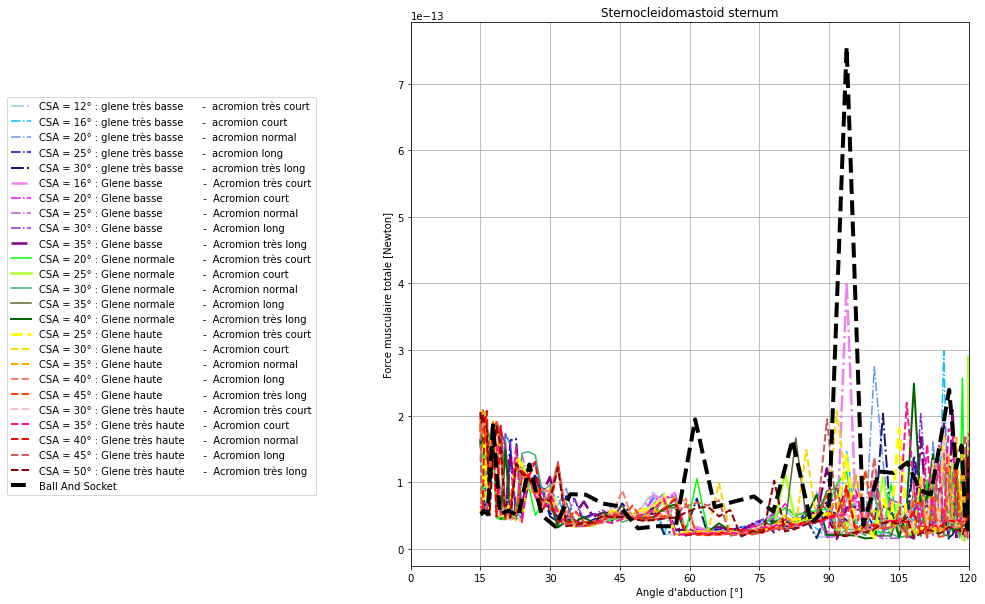 Sternocleidomastoid sternum
1e−13
7
6
5
4
3
2
1
0
Force musculaire totale [Newton]
0 15 30 45 60 75 90 105 120
Angle d'abduction [°]
CSA = 12° : glene très basse - acromion très court
CSA = 16° : glene très basse - acromion court
CSA = 20° : glene très basse - acromion normal
CSA = 25° : glene très basse - acromion long
CSA = 30° : glene très basse - acromion très long
CSA = 16° : Glene basse - Acromion très court
CSA = 20° : Glene basse - Acromion court
CSA = 25° : Glene basse - Acromion normal
CSA = 30° : Glene basse - Acromion long
CSA = 35° : Glene basse - Acromion très long
CSA = 20° : Glene normale - Acromion très court
CSA = 25° : Glene normale - Acromion court
CSA = 30° : Glene normale - Acromion normal
CSA = 35° : Glene normale - Acromion long
CSA = 40° : Glene normale - Acromion très long
CSA = 25° : Glene haute - Acromion très court
CSA = 30° : Glene haute - Acromion court
CSA = 35° : Glene haute - Acromion normal
CSA = 40° : Glene haute - Acromion long
CSA = 45° : Glene haute - Acromion très long
CSA = 30° : Glene très haute - Acromion très court
CSA = 35° : Glene très haute - Acromion court
CSA = 40° : Glene très haute - Acromion normal
CSA = 45° : Glene très haute - Acromion long
CSA = 50° : Glene très haute - Acromion très long
Ball And Socket